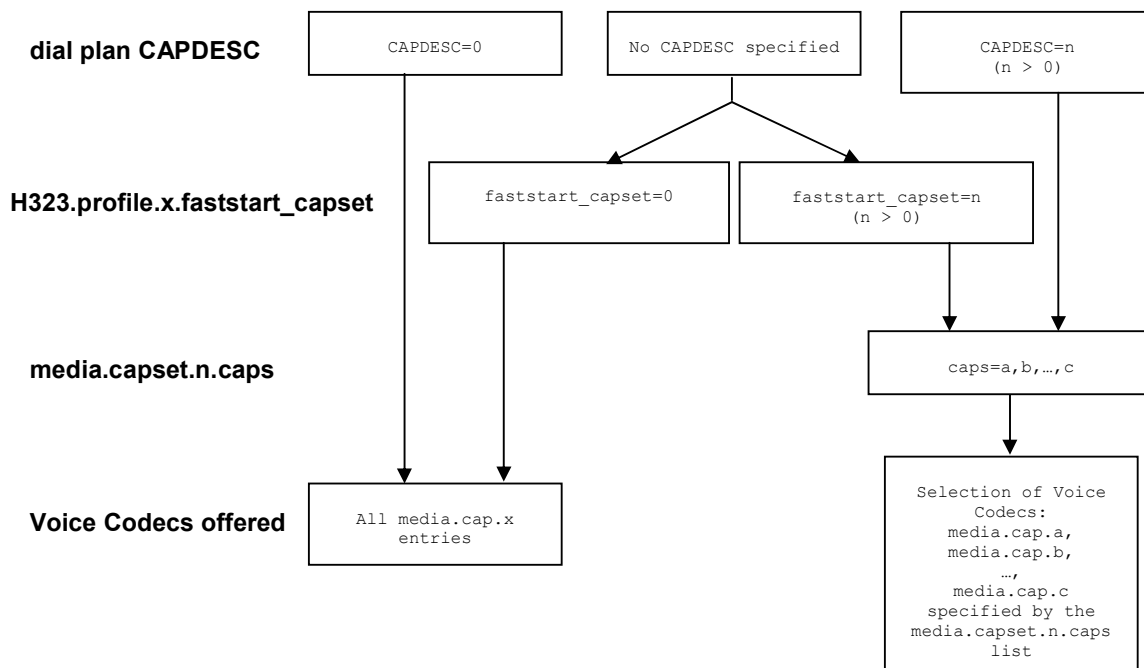 dial plan CAPDESC
CAPDESC=0
No CAPDESC specified
CAPDESC=n
(n > 0)
H323.profile.x.faststart_capset
faststart_capset=0
faststart_capset=n
(n > 0)
media.capset.n.caps
caps=a,b,…,c
Voice Codecs offered
All media.cap.x
entries
Selection of Voice
Codecs:
media.cap.a,
media.cap.b,
…,
media.cap.c
specified by the
media.capset.n.caps
list